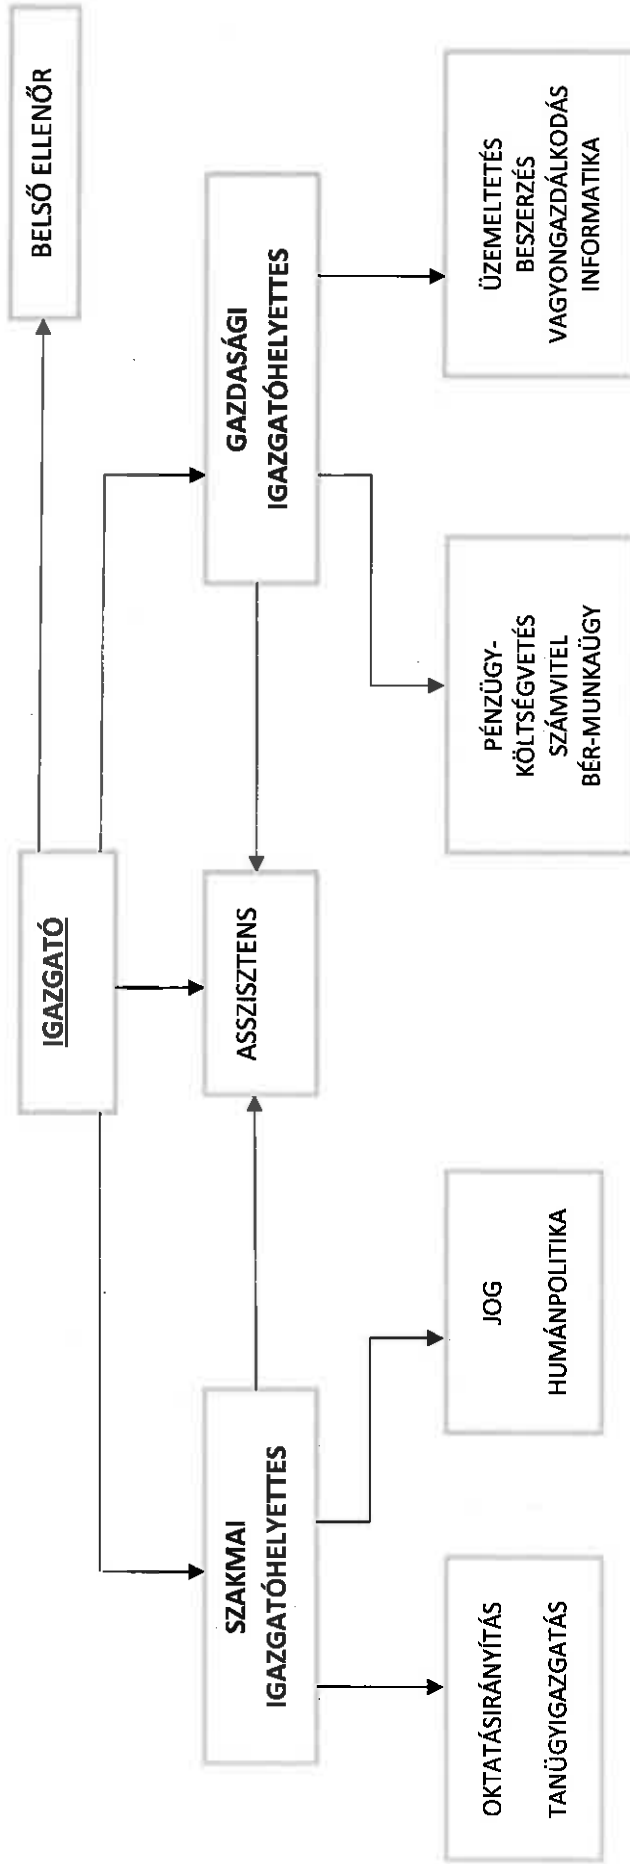 BELSŐ ELLENŐR
IGAZGATÓ
SZAKMAI
IGAZGATÓHELYETTES
ASSZISZTENS
GAZDASÁGI
IGAZGATÓHELYETTES
OKTATÁSIRÁNYÍTÁS
TANÜGYIGAZGATÁS
JOG
HUMÁNPOLITIKA
PÉNZÜGY-
KÖLTSÉGVETÉS
SZÁMVITEL
BÉR-MUNKAÜGY
ÜZEMELTETÉS
BESZERZÉS
VAGYONGAZDÁLKODÁS
INFORMATIKA